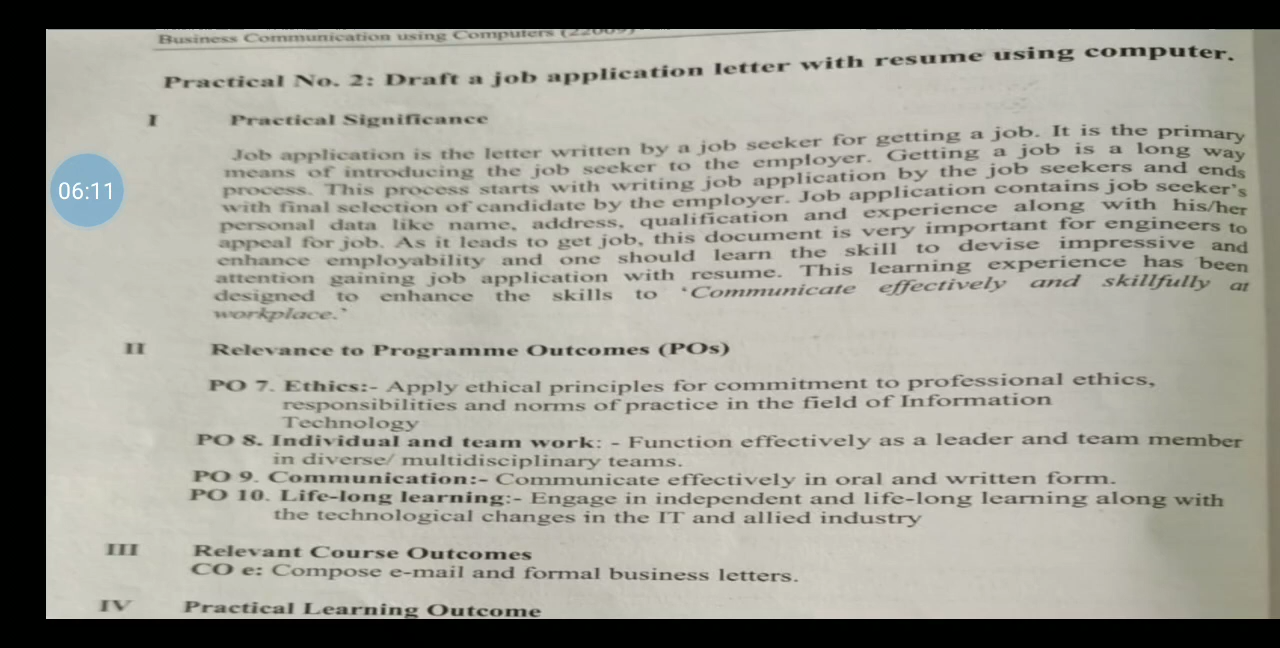 Business Communication using Computers (22009)
Practical No. 2: Draft a job application letter with resume using computer.
I Practical Significance
Job application is the letter written by a job seeker for getting a job. It is the primary
means of introducing the job seeker to the employer. Getting a job is a long way
process. This process starts with writing job application by the job seekers and ends
with final selection of candidate by the employer. Job application contains job seeker's
personal data like name, address, qualification and experience along with his/her
appeal for job. As it leads to get job, this document is very important for engineers to
enhance employability and one should learn the skill to devise impressive and
attention gaining job application with resume. This learning experience has been
designed to enhance the skills to 'Communicate effectively and skillfully at
workplace.'
II Relevance to Programme Outcomes (POs)
PO 7. Ethics:- Apply ethical principles for commitment to professional ethics,
responsibilities and norms of practice in the field of Information
Technology
PO 8. Individual and team work: - Function effectively as a leader and team member
in diverse/ multidisciplinary teams.
PO 9. Communication:- Communicate effectively in oral and written form.
PO 10. Life-long learning:- Engage in independent and life-long learning along with
the technological changes in the IT and allied industry
III Relevant Course Outcomes
CO e: Compose e-mail and formal business letters.
IV Practical Learning Outcome
06:11